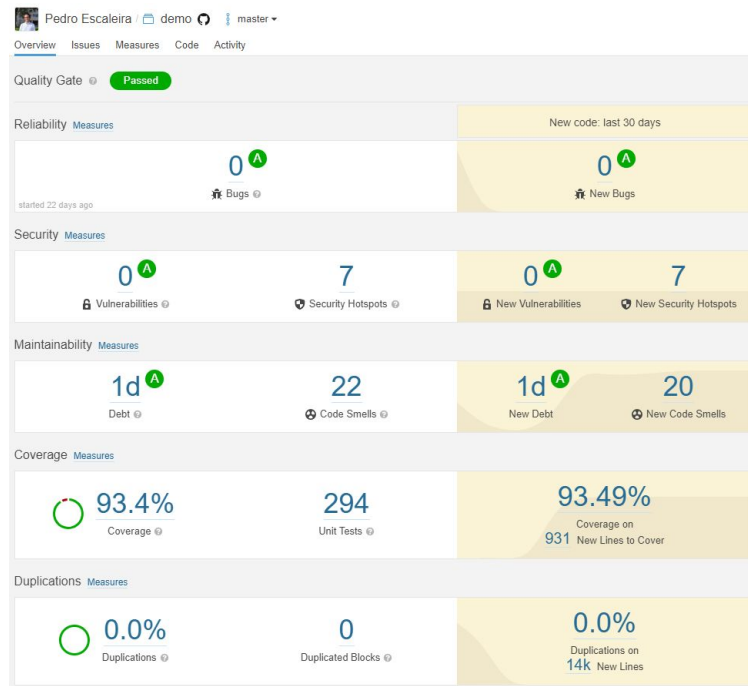 Pedro Escaleira / demo master
Overview Issues Measures Code Activity
Quality Gate ? Passed
Reliability Measures
New code: last 30 days
0 A
Bugs ?
started 22 days ago
0 A
New Bugs
Security Measures
0 A 7
Vulnerabilities ? Security Hotspots ?
0 A 7
New Vulnerabilities New Security Hotspots
Maintainability Measures
1d A 22
Debt ? Code Smells ?
1d A 20
New Debt New Code Smells
Coverage Measures
93.4% 294
Coverage ? Unit Tests ?
93.49%
Coverage on
931 New Lines to Cover
Duplications Measures
0.0% 0
Duplications ? Duplicated Blocks ?
0.0%
Duplications on
14k New Lines